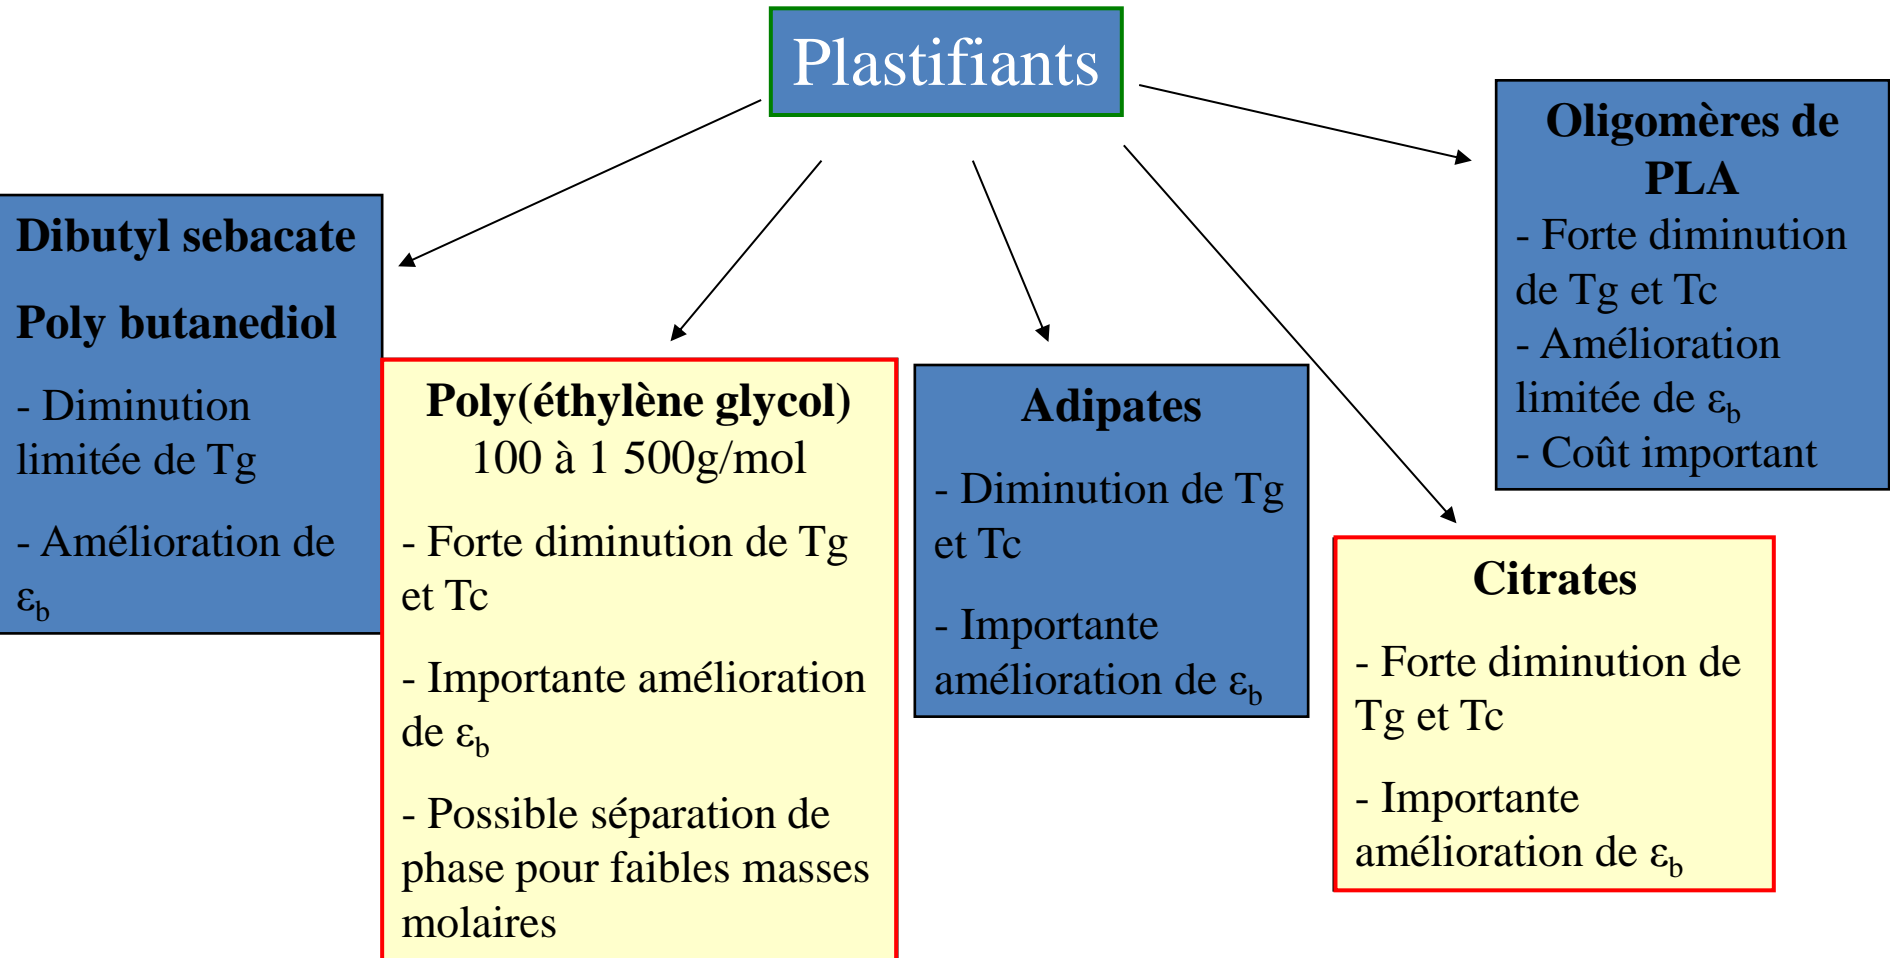 Plastifiants
Dibutyl sebacate
Poly butanediol
- Diminution
limitée de Tg
- Amélioration de
εb
Poly(éthylène glycol)
100 à 1 500g/mol
- Forte diminution de Tg
et Tc
- Importante amélioration
de εb
- Possible séparation de
phase pour faibles masses
molaires
Adipates
- Diminution de Tg
et Tc
- Importante
amélioration de εb
Citrates
- Forte diminution de
Tg et Tc
- Importante
amélioration de εb
Oligomères de
PLA
- Forte diminution
de Tg et Tc
- Amélioration
limitée de εb
- Coût important